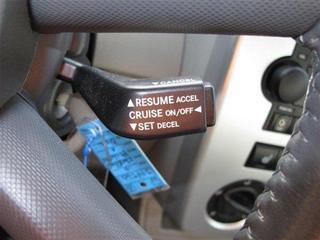 CANCEL
▲RESUME ACCEL
CRUISE ON/OFF◄
▼SET DECEL